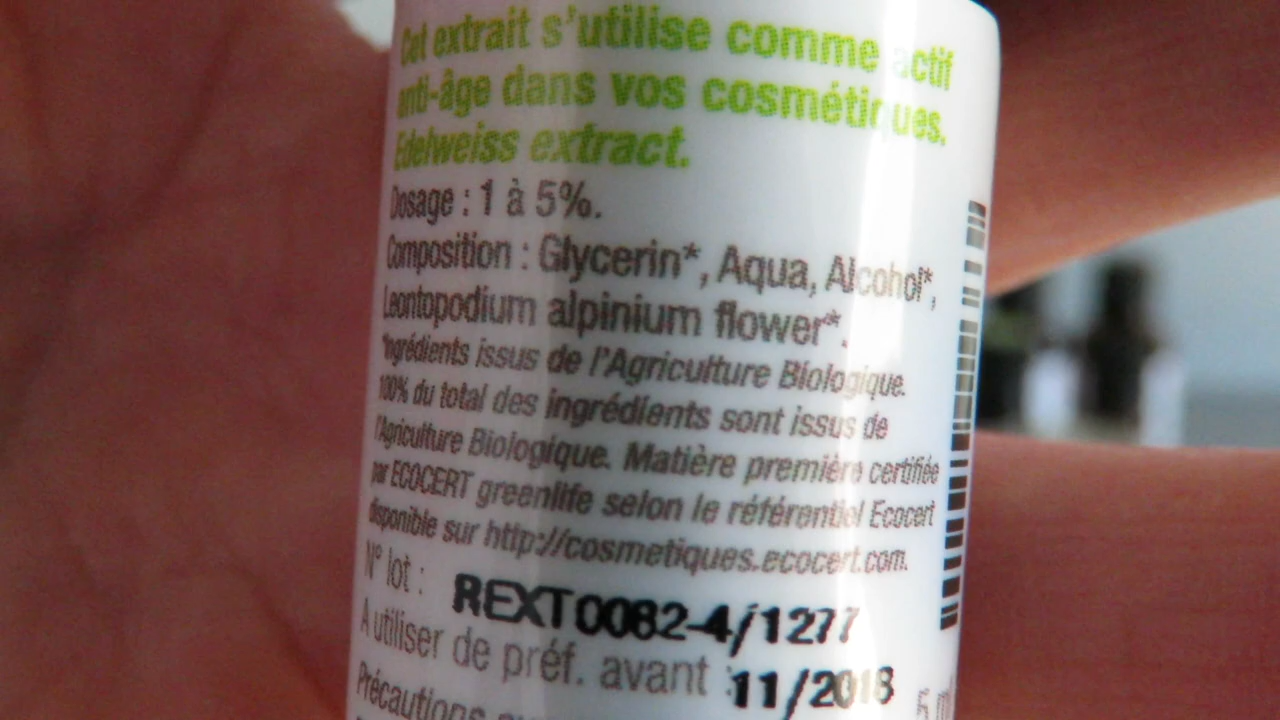 Cet extrait s'utilise comme actif
anti-âge dans vos cosmétiques.
Edelweiss extract.
Dosage : 1 à 5%.
Composition : Glycerin*, Aqua, Alcohol*,
Leontopodium alpinium flower*.
*Ingrédients issus de l'Agriculture Biologique.
100% du total des ingrédients sont issus de
l'Agriculture Biologique. Matière première certifiée
par ECOCERT greenlife selon le référentiel Ecocert
disponible sur http://cosmetiques.ecocert.com.
N° lot : REXT0082-4/1277
A utiliser de préf. avant : 11/2018
Précautions
5 ml